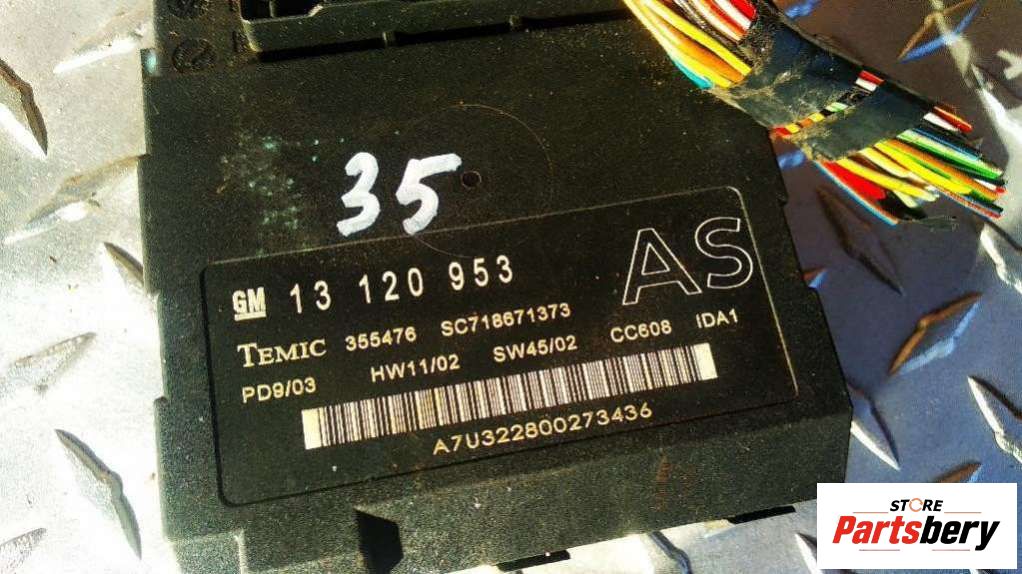 35
GM 13 120 953
AS
TEMIC 355476 SC718671373
PD9/03 HW11/02 SW45/02 CC608 IDA1
A7U322800273436
STORE
Partsbery